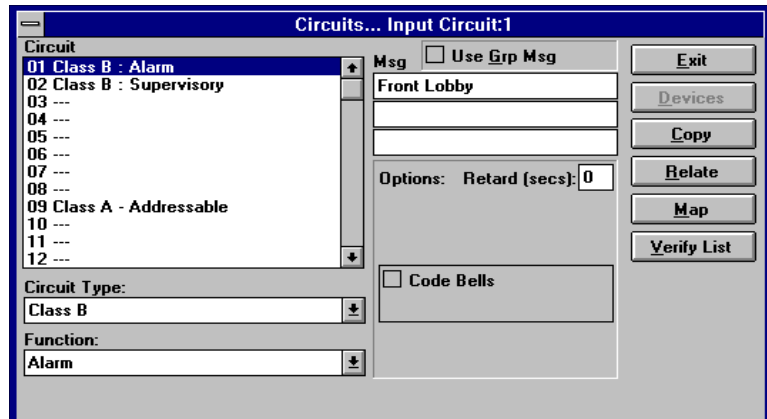 Circuits... Input Circuit:1
Circuit
01 Class B : Alarm
02 Class B : Supervisory
03 ---
04 ---
05 ---
06 ---
07 ---
08 ---
09 Class A - Addressable
10 ---
11 ---
12 ---
Circuit Type:
Class B
Function:
Alarm
Msg Use Grp Msg
Front Lobby
Options: Retard (secs): 0
Code Bells
Exit
Devices
Copy
Relate
Map
Verify List